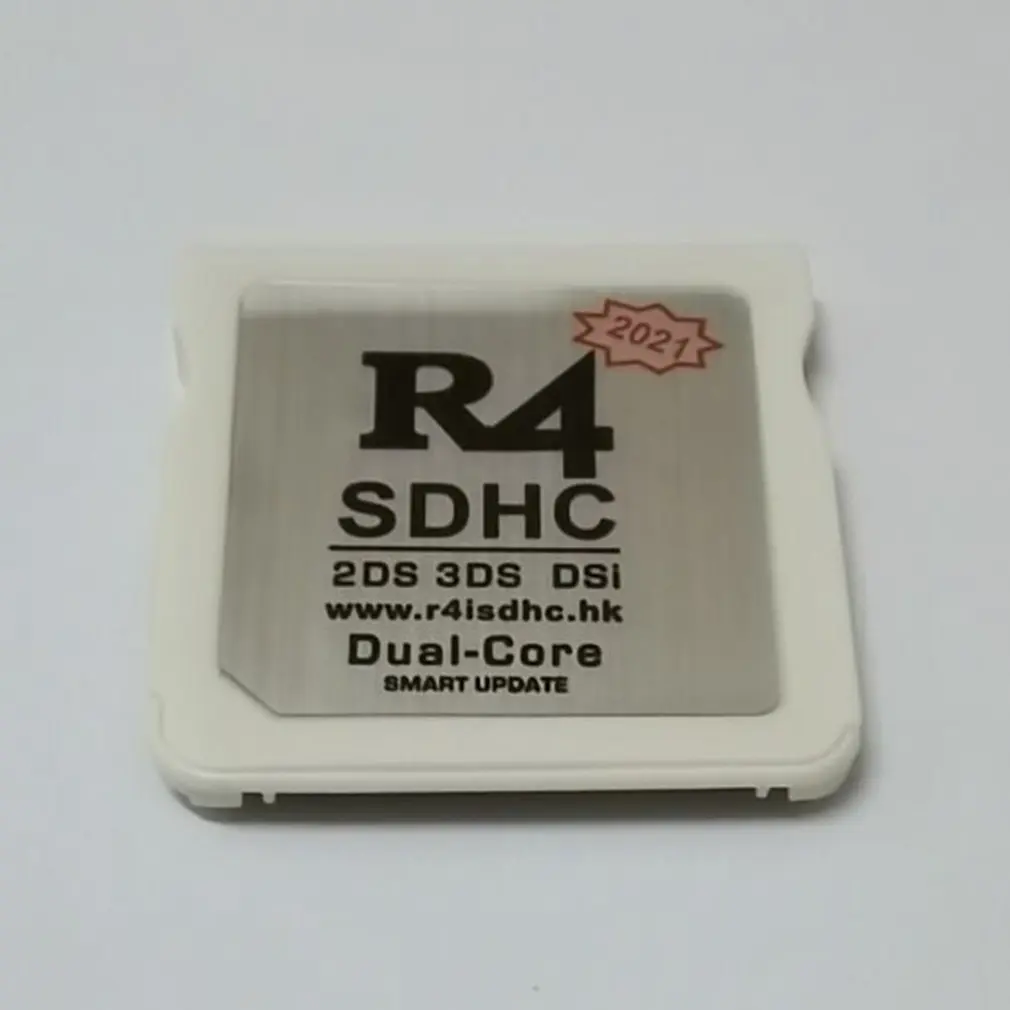 2021
R4
SDHC
2DS 3DS DSi
www.r4isdhc.hk
Dual-Core
SMART UPDATE